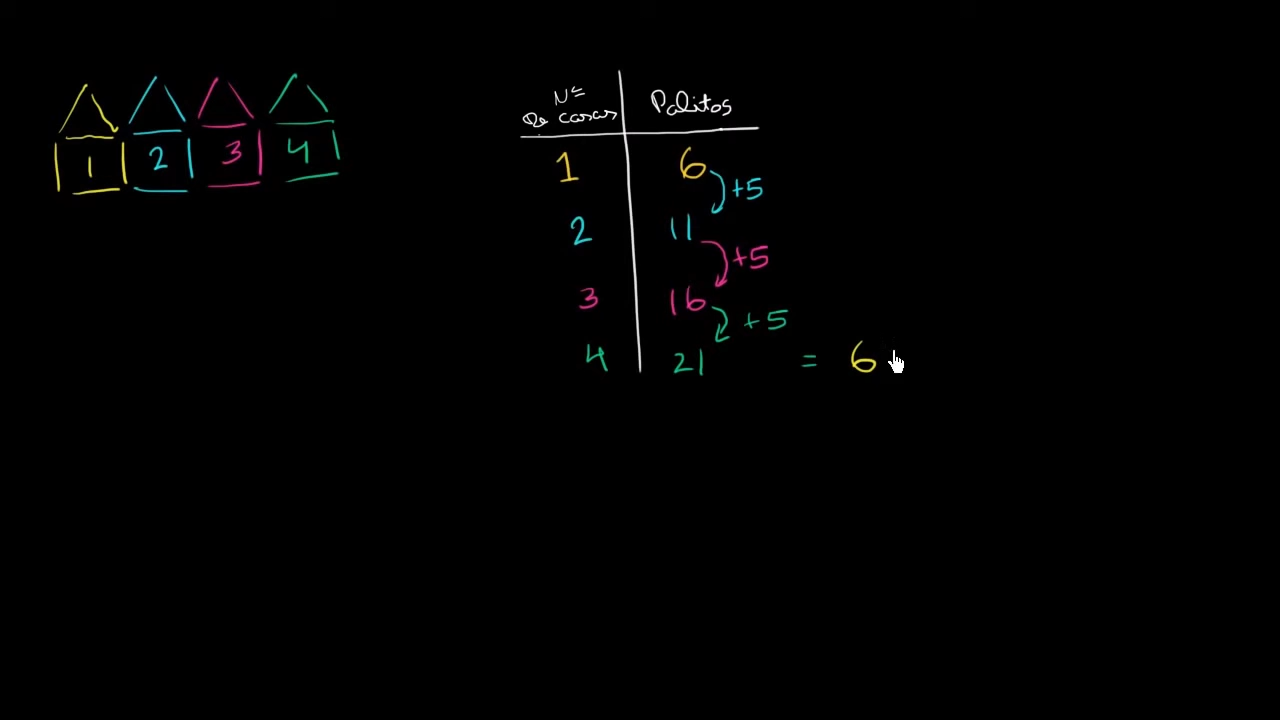 1 2 3 4
Nº
De casas Palitos
1 6
+5
2 11
+5
3 16
+5
4 21 = 6